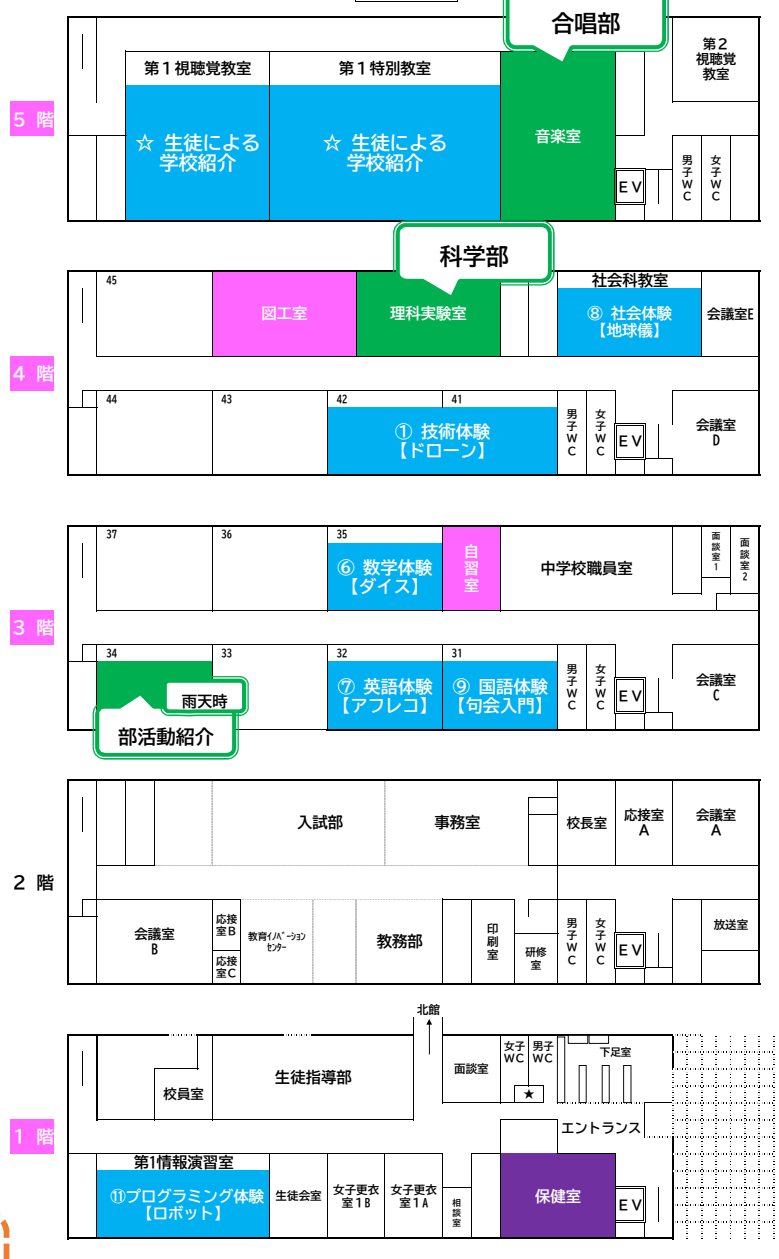 合唱部
第1視聴覚教室
第1特別教室
第2
視聴覚
教室
5 階
☆ 生徒による
学校紹介
☆ 生徒による
学校紹介
音楽室
EV
男子WC
女子WC
科学部
45
図工室
理科実験室
社会科教室
⑧ 社会体験
【地球儀】
会議室E
4 階
44
43
42
41
① 技術体験
【ドローン】
男子WC
女子WC
EV
会議室
D
37
36
35
⑥ 数学体験
【ダイス】
自習室
中学校職員室
面談室1
面談室2
3 階
34
33
32
31
雨天時
部活動紹介
⑦ 英語体験
【アフレコ】
⑨ 国語体験
【句会入門】
男子WC
女子WC
EV
会議室
C
入試部
事務室
校長室
応接室
A
会議室
A
2 階
会議室
B
応接
室B
応接
室C
教育イノベーション
センター
教務部
印刷室
研修
室
男子WC
女子WC
EV
放送室
北館
↑
校員室
生徒指導部
面談室
女子
WC
男子
WC
★
下足室
エントランス
1 階
第1情報演習室
⑪プログラミング体験
【ロボット】
生徒会室
女子更衣
室1B
女子更衣
室1A
相談室
保健室
EV